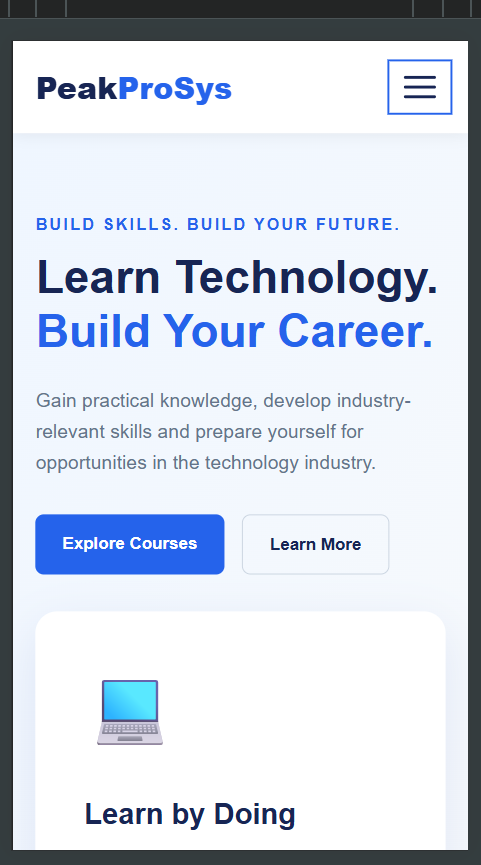 PeakProSys
BUILD SKILLS. BUILD YOUR FUTURE.
Learn Technology.
Build Your Career.
Gain practical knowledge, develop industry-
relevant skills and prepare yourself for
opportunities in the technology industry.
Explore Courses
Learn More
Learn by Doing